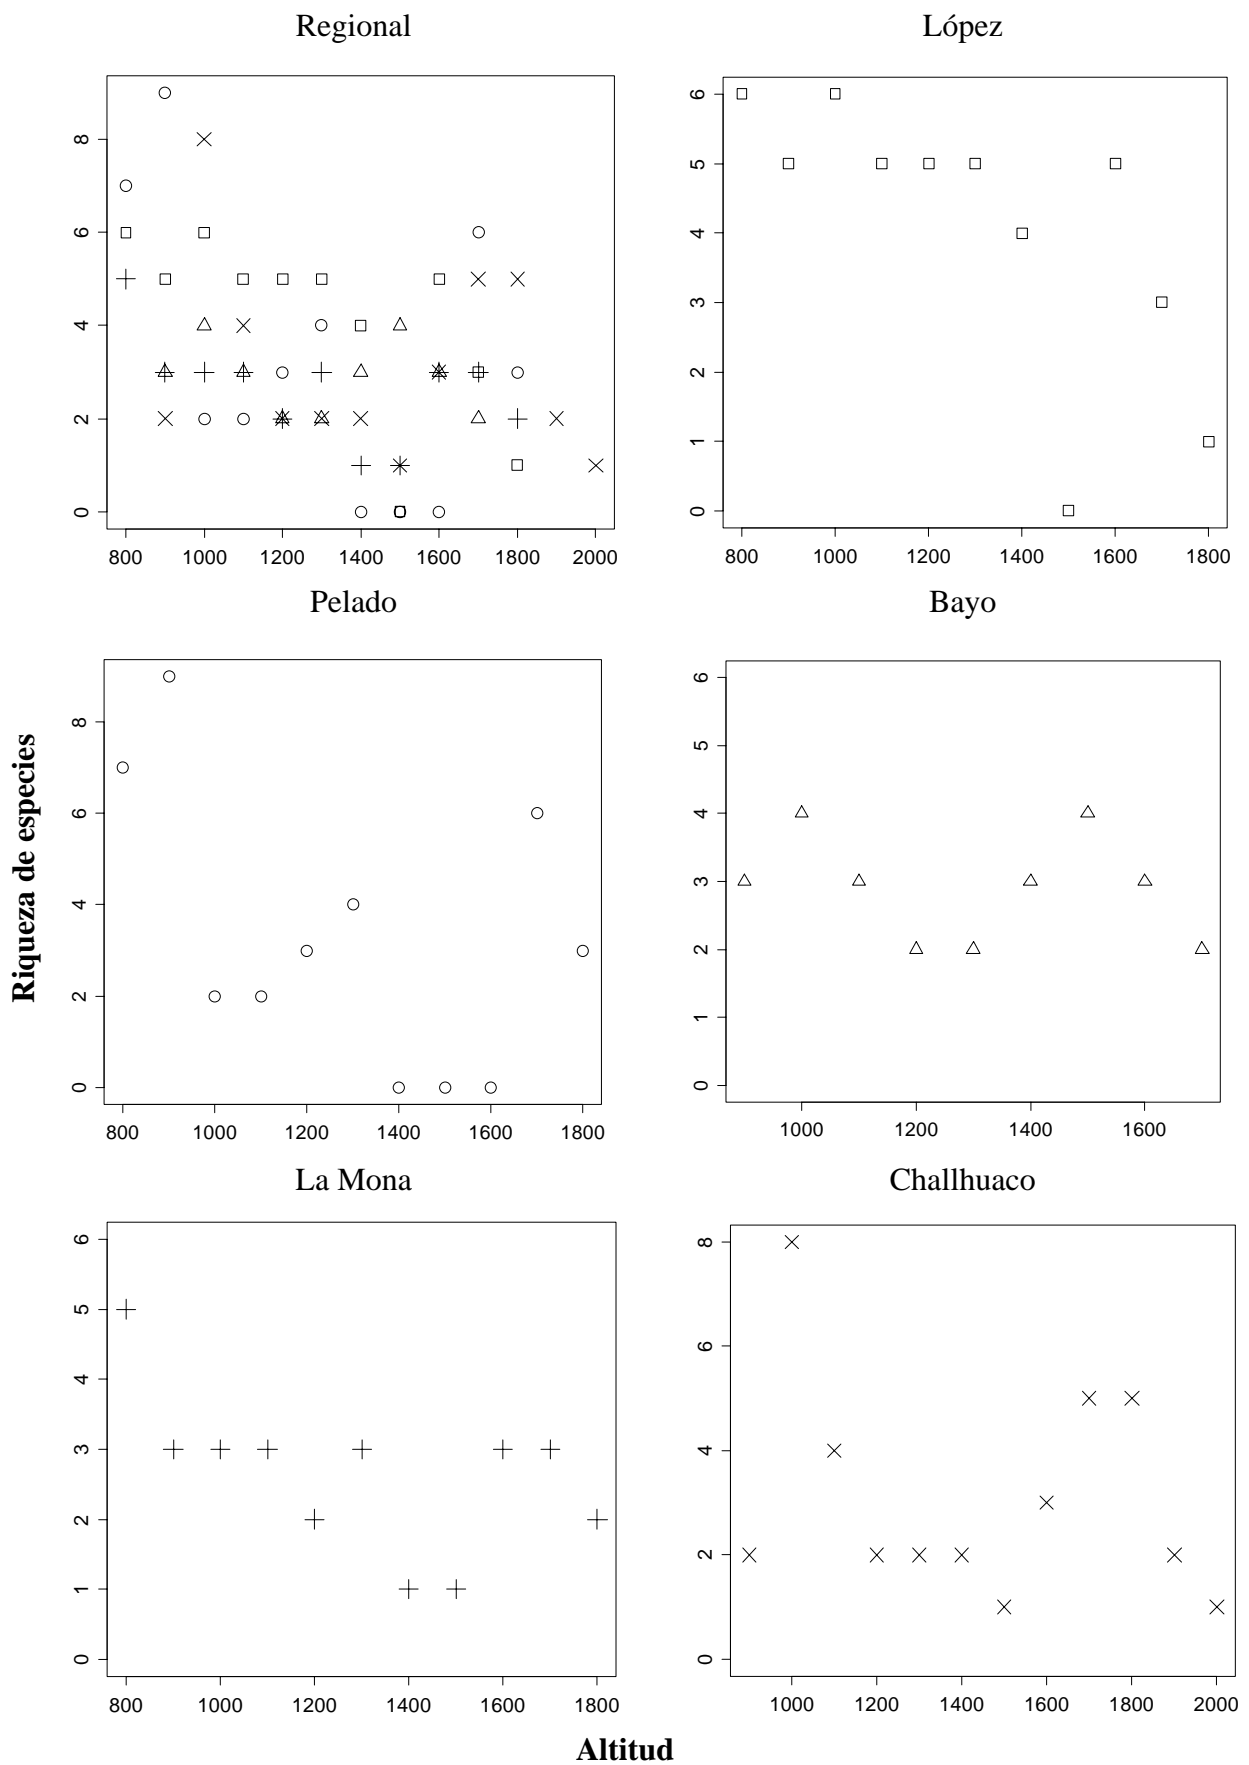 Regional
López
0 2 4 6 8
800 1000 1200 1400 1600 1800 2000
0 1 2 3 4 5 6
800 1000 1200 1400 1600 1800
Pelado
Bayo
Riqueza de especies
0 2 4 6 8
800 1000 1200 1400 1600 1800
0 1 2 3 4 5 6
1000 1200 1400 1600
La Mona
Challhuaco
0 1 2 3 4 5 6
800 1000 1200 1400 1600 1800
0 2 4 6 8
1000 1200 1400 1600 1800 2000
Altitud